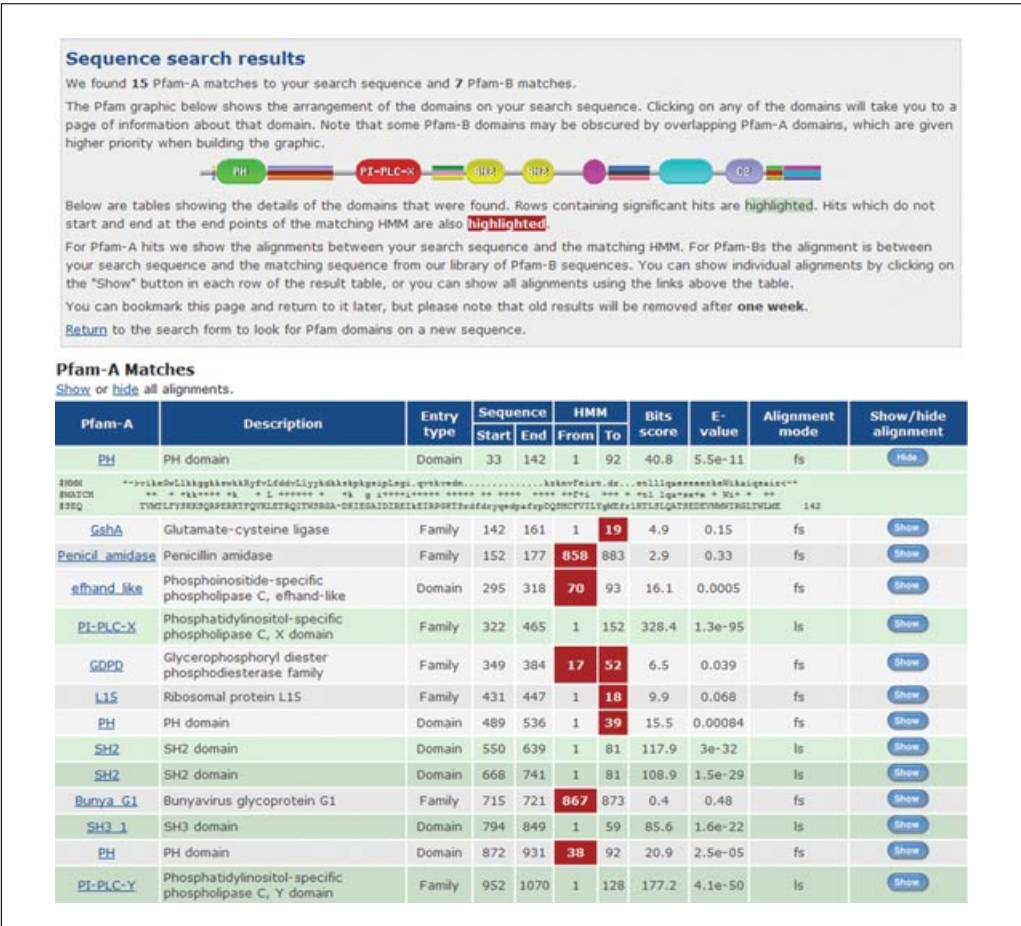 Sequence search results
We found 15 Pfam-A matches to your search sequence and 7 Pfam-B matches.
The Pfam graphic below shows the arrangement of the domains on your search sequence. Clicking on any of the domains will take you to a
page of information about that domain. Note that some Pfam-B domains may be obscured by overlapping Pfam-A domains, which are given
higher priority when building the graphic.
PH PI-PLC-X SH2 SH2 C2
Below are tables showing the details of the domains that were found. Rows containing significant hits are highlighted. Hits which do not
start and end at the end points of the matching HMM are also highlighted.
For Pfam-A hits we show the alignments between your search sequence and the matching HMM. For Pfam-Bs the alignment is between
your search sequence and the matching sequence from our library of Pfam-B sequences. You can show individual alignments by clicking on
the "Show" button in each row of the result table, or you can show all alignments using the links above the table.
You can bookmark this page and return to it later, but please note that old results will be removed after one week.
Return to the search form to look for Pfam domains on a new sequence.
Pfam-A Matches
Show or hide all alignments.
Pfam-A Description Entry type Sequence HMM Bits score E-value Alignment mode Show/hide alignment
Start End From To
PH PH domain Domain 33 142 1 92 40.8 5.5e-11 fs Hide
#HMM
#MATCH
#SEQ 142
GshA Glutamate-cysteine ligase Family 142 161 1 19 4.9 0.15 fs Show
Penicil_amidase Penicillin amidase Family 152 177 858 883 2.9 0.33 fs Show
efhand_like Phosphoinositide-specific phospholipase C, efhand-like Domain 295 318 70 93 16.1 0.0005 fs Show
PI-PLC-X Phosphatidylinositol-specific phospholipase C, X domain Family 322 465 1 152 328.4 1.3e-95 ls Show
GDPD Glycerophosphoryl diester phosphodiesterase family Family 349 384 17 52 6.5 0.039 fs Show
L15 Ribosomal protein L15 Family 431 447 1 18 9.9 0.068 fs Show
PH PH domain Domain 489 536 1 39 15.5 0.00084 fs Show
SH2 SH2 domain Domain 550 639 1 81 117.9 3e-32 ls Show
SH2 SH2 domain Domain 668 741 1 81 108.9 1.5e-29 ls Show
Bunya_G1 Bunyavirus glycoprotein G1 Family 715 721 867 873 0.4 0.48 fs Show
SH3_1 SH3 domain Domain 794 849 1 59 85.6 1.6e-22 ls Show
PH PH domain Domain 872 931 38 92 20.9 2.5e-05 fs Show
PI-PLC-Y Phosphatidylinositol-specific phospholipase C, Y domain Family 952 1070 1 128 177.2 4.1e-50 ls Show